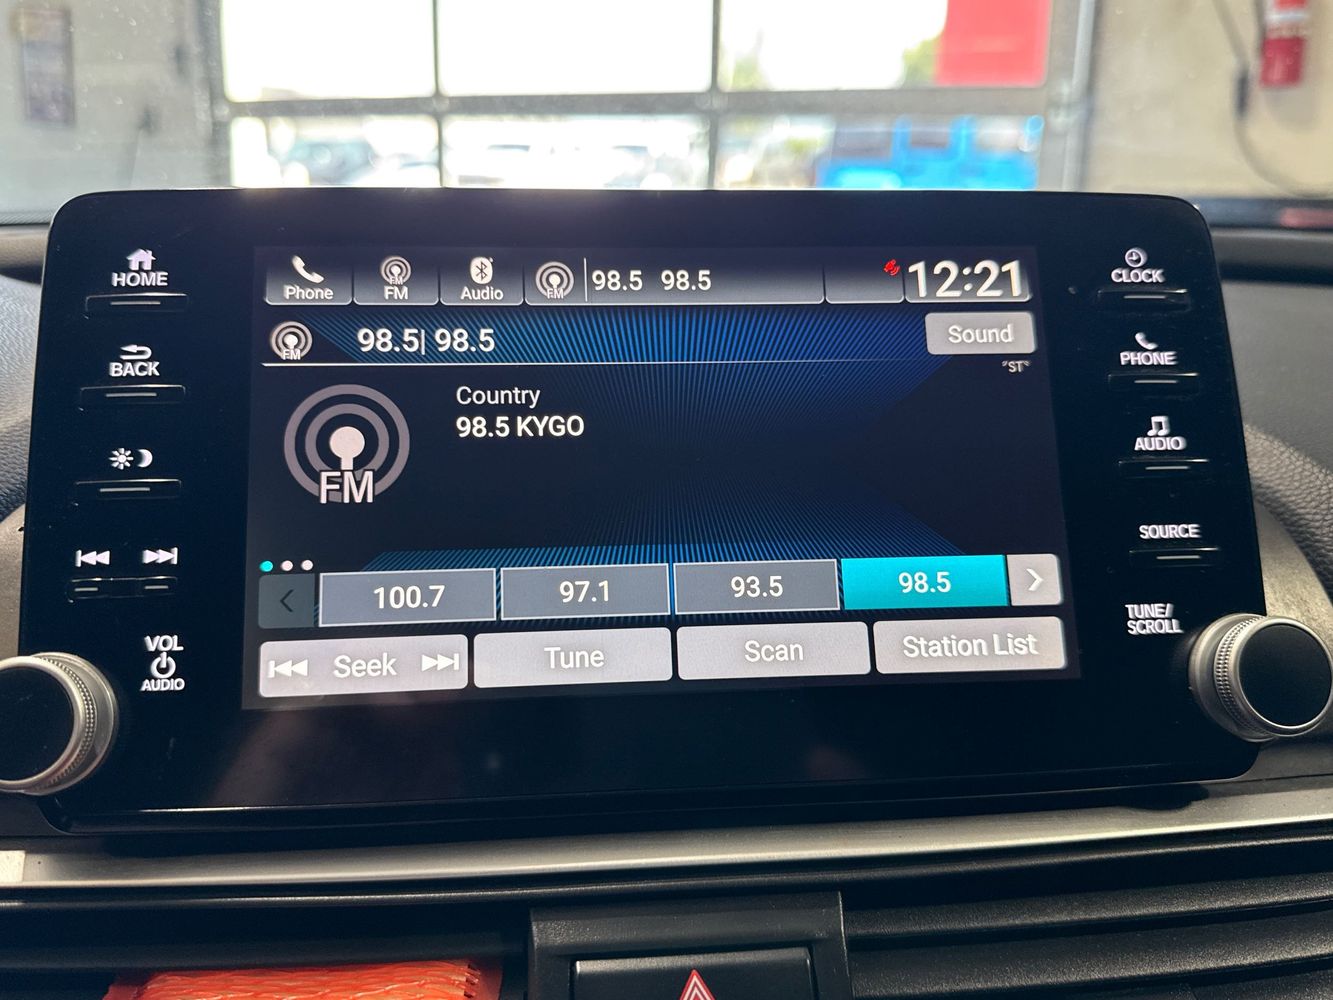 HOME
BACK
VOL
AUDIO
Phone
FM
FM
Audio
FM
98.5 98.5
12:21
FM
98.5| 98.5
Sound
"ST"
FM
Country
98.5 KYGO
100.7
97.1
93.5
98.5
Seek
Tune
Scan
Station List
CLOCK
PHONE
AUDIO
SOURCE
TUNE/
SCROLL